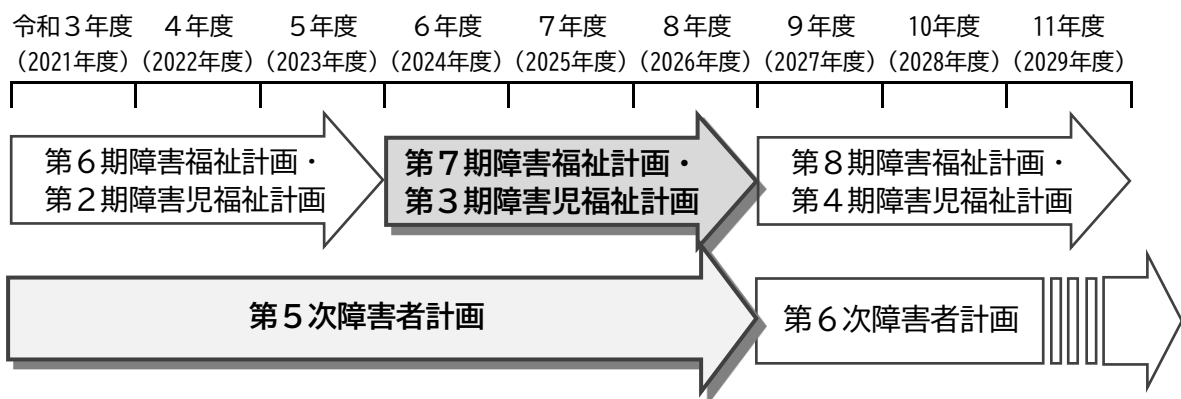 令和３年度 ４年度 ５年度 ６年度 ７年度 ８年度 ９年度 10年度 11年度
（2021年度）（2022年度）（2023年度）（2024年度）（2025年度）（2026年度）（2027年度）（2028年度）（2029年度）
第６期障害福祉計画・
第２期障害児福祉計画
第７期障害福祉計画・
第３期障害児福祉計画
第８期障害福祉計画・
第４期障害児福祉計画
第５次障害者計画
第６次障害者計画